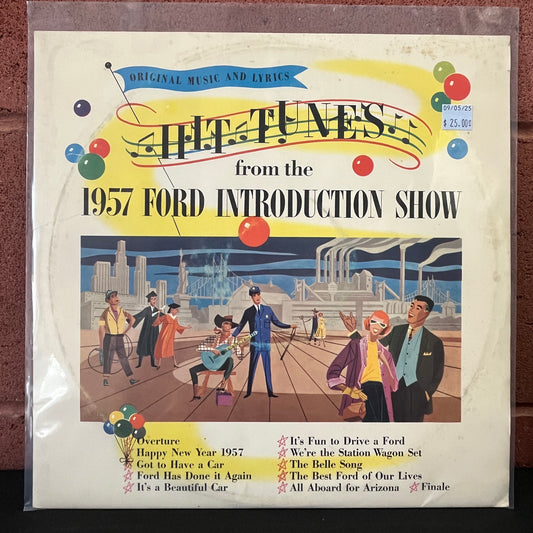 ORIGINAL MUSIC AND LYRICS
HIT TUNES
from the
1957 FORD INTRODUCTION SHOW
09/05/25
$ 25.00
Overture
Happy New Year 1957
Got to Have a Car
Ford Has Done it Again
It's a Beautiful Car
It's Fun to Drive a Ford
We're the Station Wagon Set
The Belle Song
The Best Ford of Our Lives
All Aboard for Arizona Finale